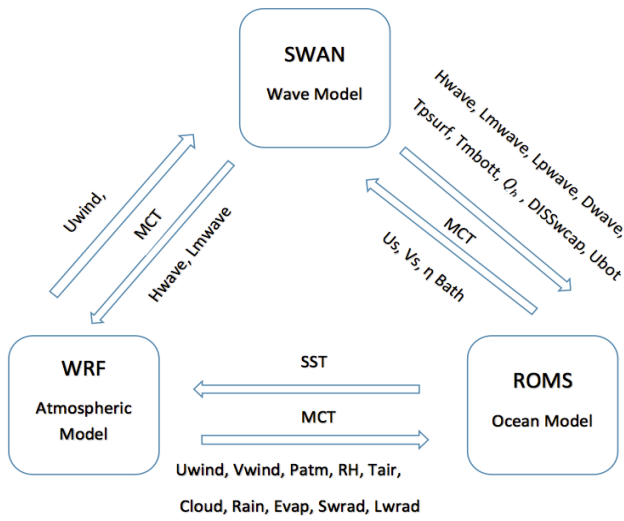 SWAN
Wave Model
Hwave, Lmwave, Lpwave, Dwave,
Tpsurf, Tmbott, Qₕ , DISSwcap, Ubot
MCT
Us, Vs, η Bath
Uwind,
MCT
Hwave, Lmwave
WRF
Atmospheric
Model
SST
MCT
Uwind, Vwind, Patm, RH, Tair,
Cloud, Rain, Evap, Swrad, Lwrad
ROMS
Ocean Model